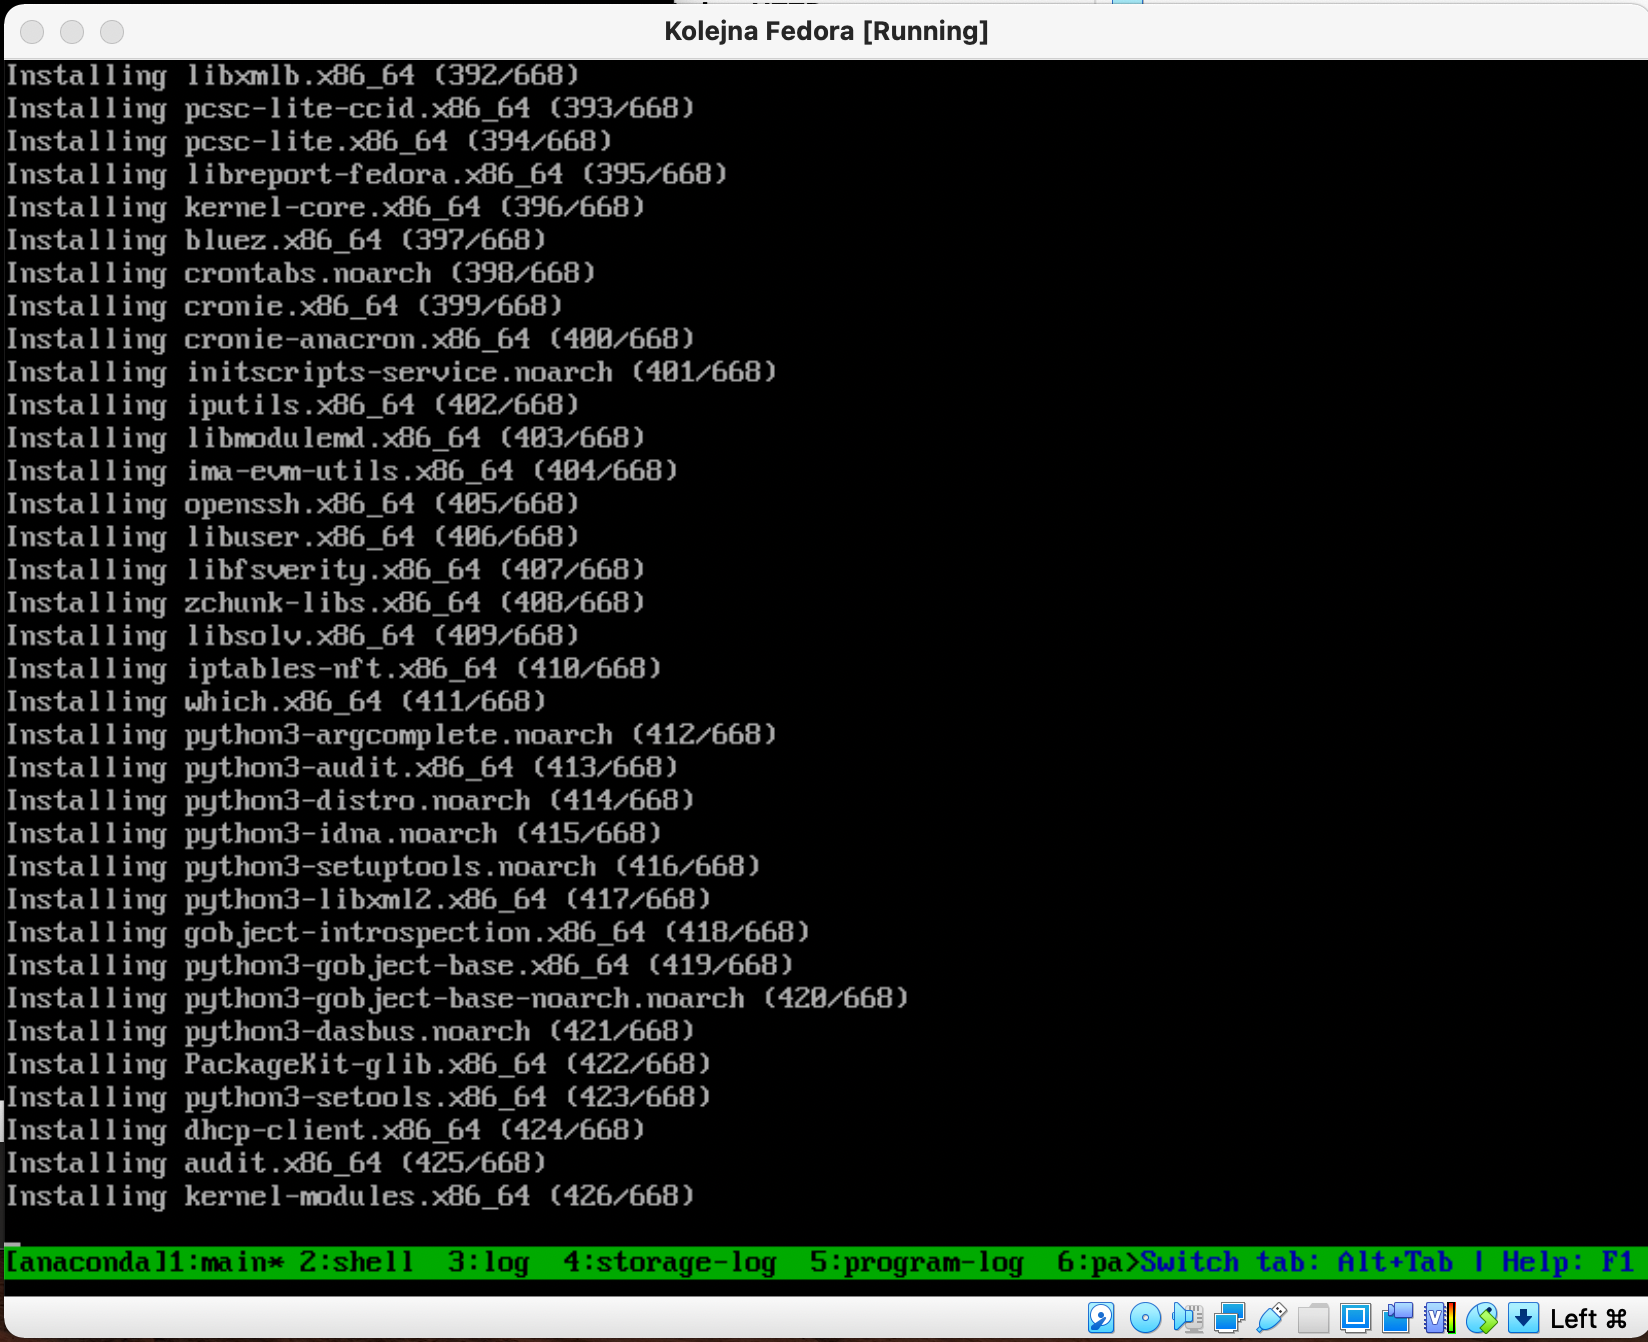 Kolejna Fedora [Running]
Installing libxmlb.x86_64 (392/668)
Installing pcsc-lite-ccid.x86_64 (393/668)
Installing pcsc-lite.x86_64 (394/668)
Installing libreport-fedora.x86_64 (395/668)
Installing kernel-core.x86_64 (396/668)
Installing bluez.x86_64 (397/668)
Installing crontabs.noarch (398/668)
Installing cronie.x86_64 (399/668)
Installing cronie-anacron.x86_64 (400/668)
Installing initscripts-service.noarch (401/668)
Installing iputils.x86_64 (402/668)
Installing libmodulemd.x86_64 (403/668)
Installing ima-evm-utils.x86_64 (404/668)
Installing openssh.x86_64 (405/668)
Installing libuser.x86_64 (406/668)
Installing libfsverity.x86_64 (407/668)
Installing zchunk-libs.x86_64 (408/668)
Installing libsolv.x86_64 (409/668)
Installing iptables-nft.x86_64 (410/668)
Installing which.x86_64 (411/668)
Installing python3-argcomplete.noarch (412/668)
Installing python3-audit.x86_64 (413/668)
Installing python3-distro.noarch (414/668)
Installing python3-idna.noarch (415/668)
Installing python3-setuptools.noarch (416/668)
Installing python3-libxml2.x86_64 (417/668)
Installing gobject-introspection.x86_64 (418/668)
Installing python3-gobject-base.x86_64 (419/668)
Installing python3-gobject-base-noarch.noarch (420/668)
Installing python3-dasbus.noarch (421/668)
Installing PackageKit-glib.x86_64 (422/668)
Installing python3-setools.x86_64 (423/668)
Installing dhcp-client.x86_64 (424/668)
Installing audit.x86_64 (425/668)
Installing kernel-modules.x86_64 (426/668)
[anaconda]1:main* 2:shell  3:log  4:storage-log  5:program-log  6:pa>Switch tab: Alt+Tab | Help: F1
Left ⌘